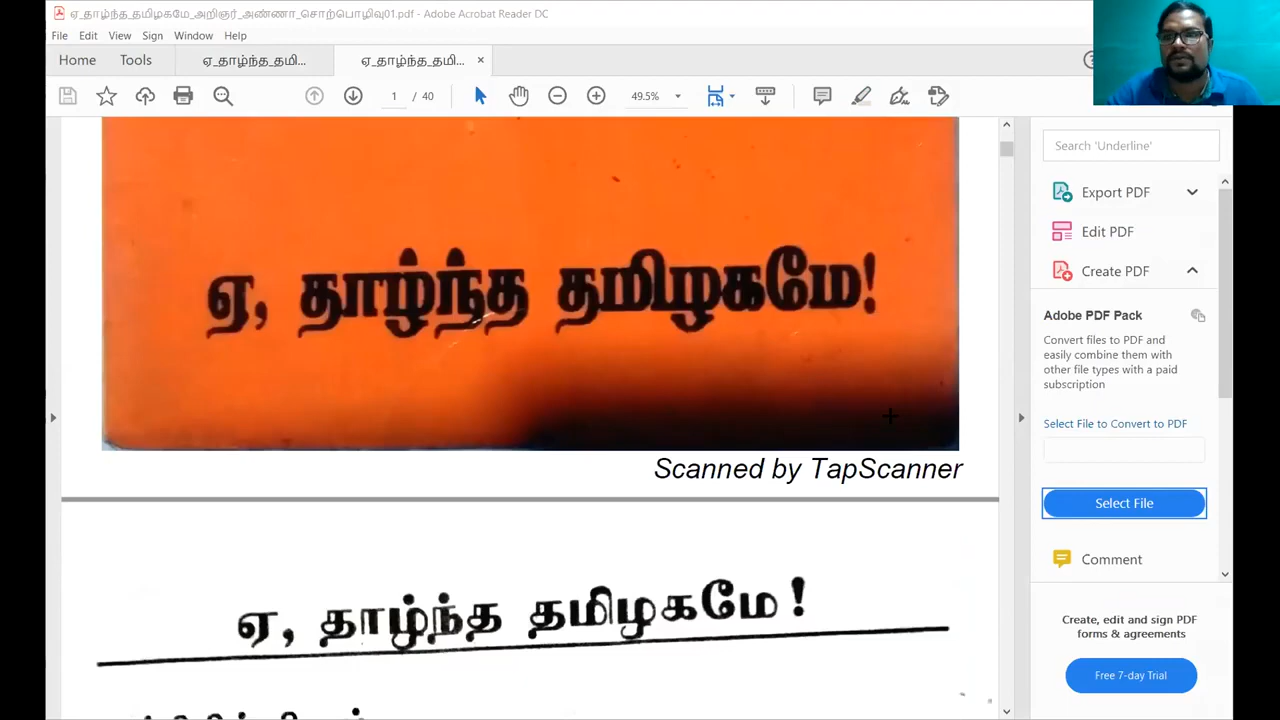 ஏ_தாழ்ந்த_தமிழகமே_அறிஞர்_அண்ணா_சொற்பொழிவு01.pdf - Adobe Acrobat Reader DC
File Edit View Sign Window Help
Home Tools ஏ_தாழ்ந்த_தமி... ஏ_தாழ்ந்த_தமி... ×
1 / 40 49.5%
Search 'Underline'
Export PDF
Edit PDF
Create PDF
Adobe PDF Pack
Convert files to PDF and
easily combine them with
other file types with a paid
subscription
Select File to Convert to PDF
Select File
Comment
Create, edit and sign PDF
forms & agreements
Free 7-day Trial
ஏ, தாழ்ந்த தமிழகமே!
Scanned by TapScanner
ஏ, தாழ்ந்த தமிழகமே!